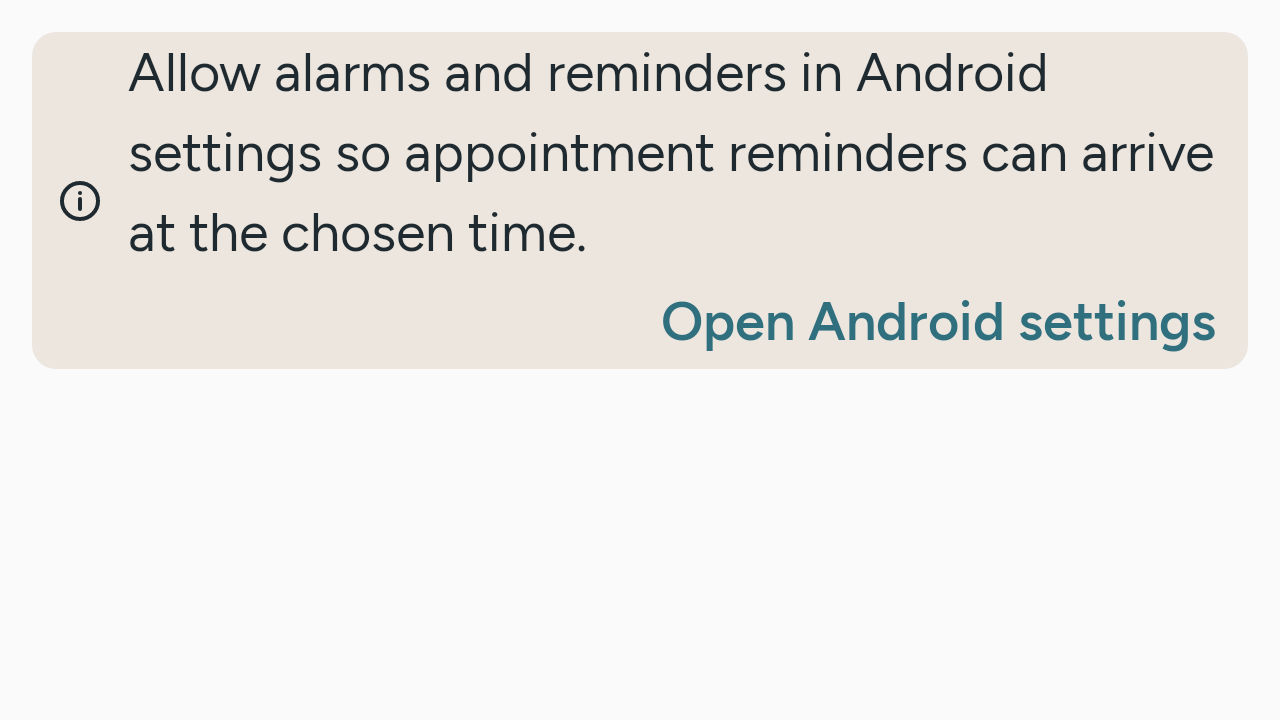 Allow alarms and reminders in Android
settings so appointment reminders can arrive
at the chosen time.
Open Android settings